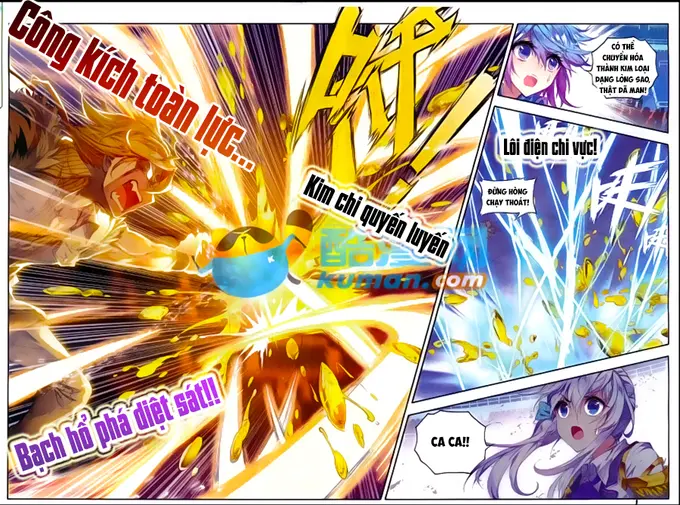 Công kích toàn lực...
Kim chi quyến luyến
Bạch hổ phá diệt sát!!
K
kuman.com
CÓ THỂ
CHUYỂN HÓA
THÀNH KIM LOẠI
DẠNG LỎNG SAO,
THẬT DÃ MAN!
Lôi điện chi vực!
ĐỪNG HÒNG
CHẠY THOÁT!
CA CA!!